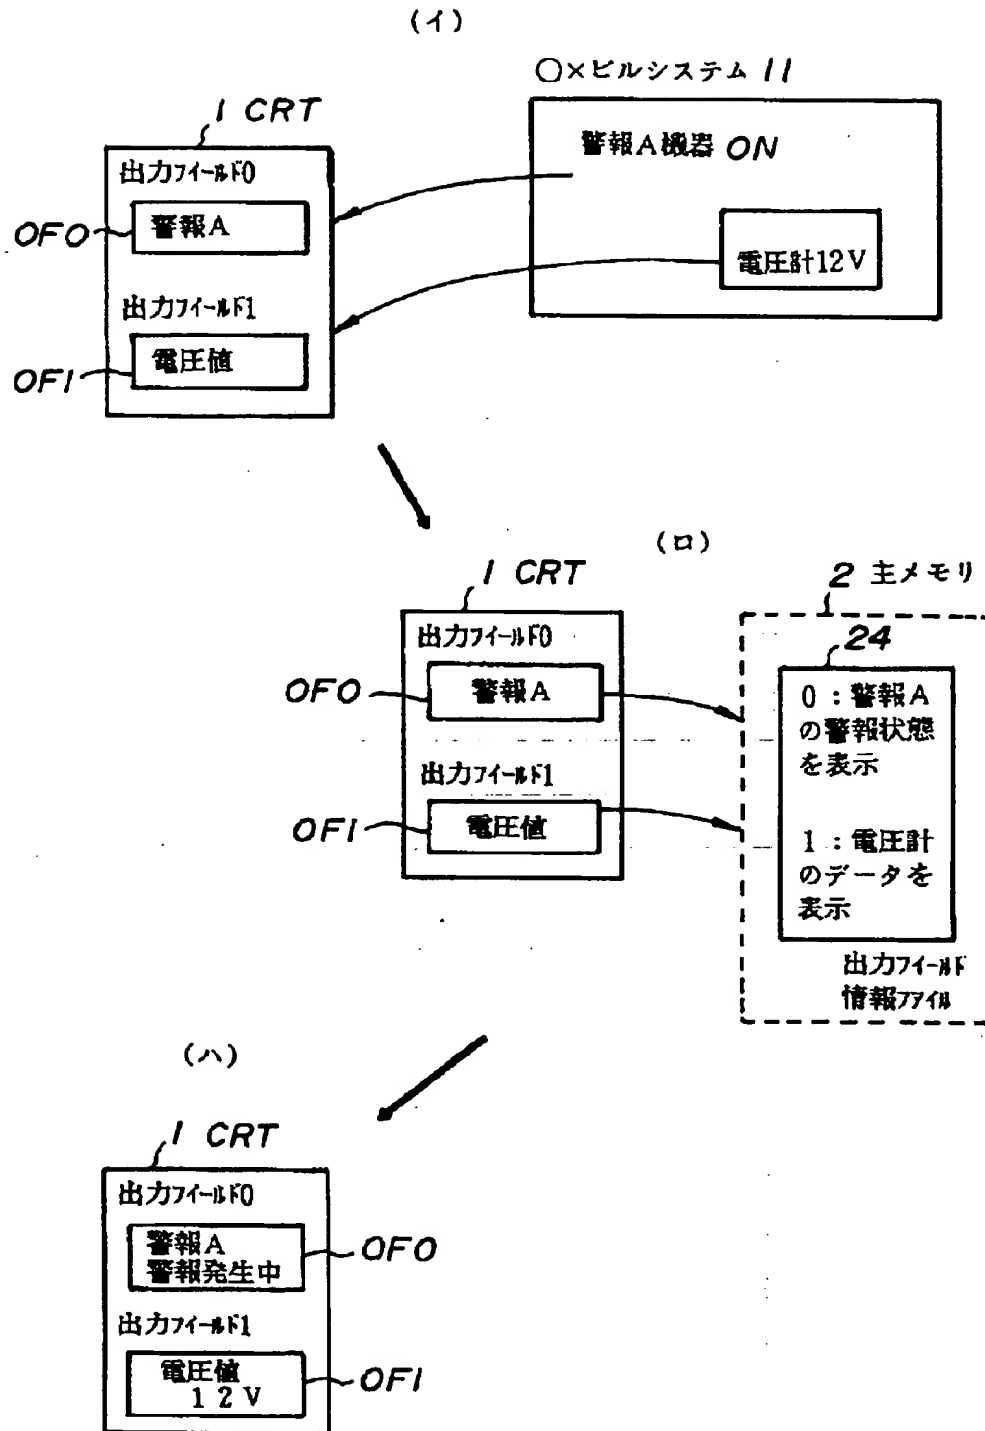 (イ)
○×ビルシステム 11
1 CRT
警報A機器 ON
出力フィールド0
OF0
警報A
電圧計12V
出力フィールド1
OF1
電圧値
(ロ)
1 CRT
2 主メモリ
出力フィールド0
24
OF0
警報A
0:警報A
の警報状態
を表示
出力フィールド1
OF1
電圧値
1:電圧計
のデータを
表示
出力フィールド
情報ファイル
(ハ)
1 CRT
出力フィールド0
警報A
警報発生中
OF0
出力フィールド1
電圧値
12V
OF1